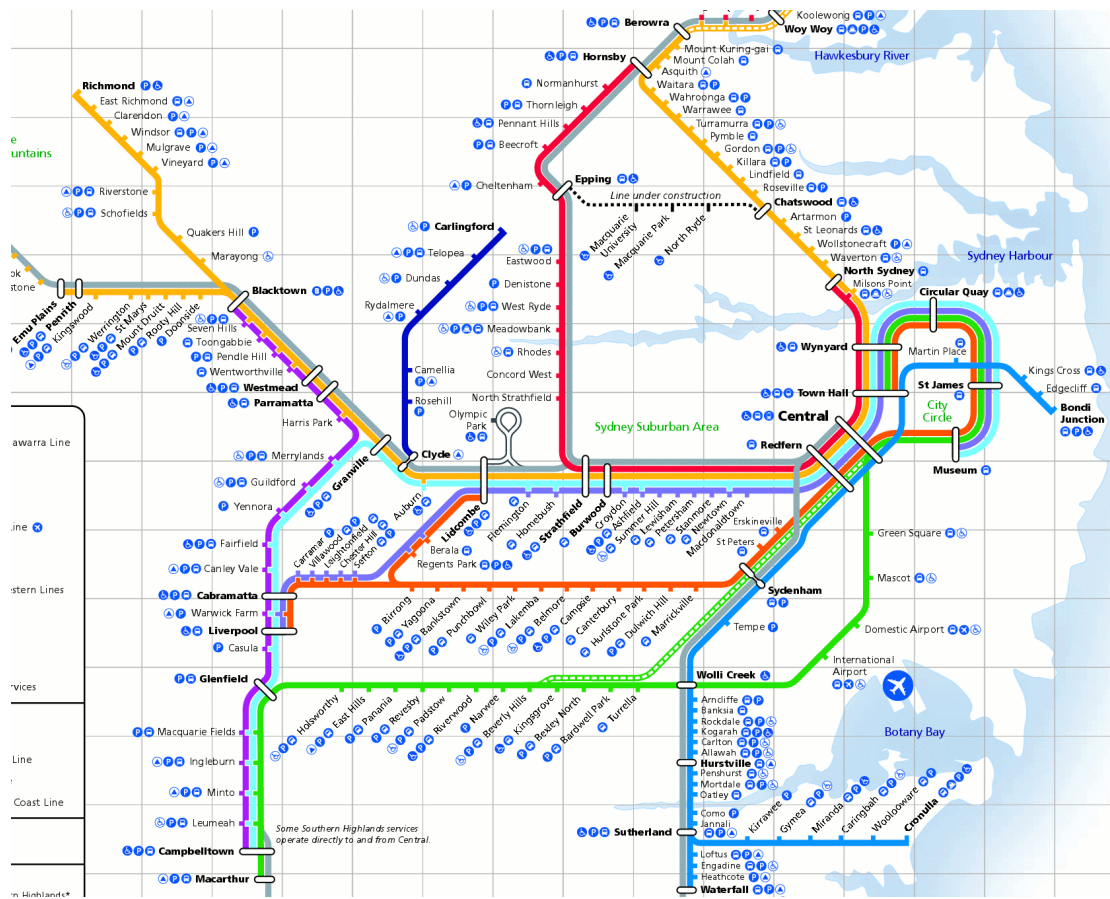 Koolewong
Woy Woy
Berowra
Mount Kuring-gai
Mount Colah
Asquith
Hawkesbury River
Hornsby
Normanhurst
Thornleigh
Pennant Hills
Beecroft
Cheltenham
Epping
Waitara
Wahroonga
Warrawee
Turramurra
Pymble
Gordon
Killara
Lindfield
Roseville
Chatswood
Artarmon
St Leonards
Wollstonecraft
Waverton
North Sydney
Milsons Point
Sydney Harbour
Line under construction
Macquarie
University
Macquarie Park
North Ryde
Richmond
East Richmond
Clarendon
Windsor
Mulgrave
Vineyard
Riverstone
Schofields
Quakers Hill
Marayong
Blacktown
e
untains
ok
stone
Emu Plains
Penrith
Kingswood
Werrington
St Marys
Mount Druitt
Rooty Hill
Doonside
Seven Hills
Toongabbie
Pendle Hill
Wentworthville
Westmead
Parramatta
Harris Park
Merrylands
Guildford
Yennora
Fairfield
Canley Vale
Cabramatta
Warwick Farm
Liverpool
Casula
Glenfield
Granville
Carlingford
Telopea
Dundas
Rydalmere
Camellia
Rosehill
Clyde
Eastwood
Denistone
West Ryde
Meadowbank
Rhodes
Concord West
North Strathfield
Olympic
Park
Sydney Suburban Area
Circular Quay
Wynyard
Martin Place
Town Hall
St James
City
Circle
Central
Redfern
Museum
Kings Cross
Edgecliff
Bondi
Junction
Auburn
Lidcombe
Flemington
Homebush
Strathfield
Burwood
Croydon
Ashfield
Summer Hill
Lewisham
Petersham
Stanmore
Newtown
Macdonaldtown
Erskineville
St Peters
Sydenham
Tempe
Carramar
Villawood
Leightonfield
Chester Hill
Sefton
Berala
Regents Park
Birrong
Yagoona
Bankstown
Punchbowl
Wiley Park
Lakemba
Belmore
Campsie
Canterbury
Hurlstone Park
Dulwich Hill
Marrickville
Green Square
Mascot
Domestic Airport
International
Airport
Botany Bay
Wolli Creek
Holsworthy
East Hills
Panania
Revesby
Padstow
Riverwood
Narwee
Beverly Hills
Kingsgrove
Bexley North
Bardwell Park
Turrella
Arncliffe
Banksia
Rockdale
Kogarah
Carlton
Allawah
Hurstville
Penshurst
Mortdale
Oatley
Como
Jannali
Sutherland
Kirrawee
Gymea
Miranda
Caringbah
Woolooware
Cronulla
Loftus
Engadine
Heathcote
Waterfall
Macquarie Fields
Ingleburn
Minto
Leumeah
Campbelltown
Macarthur
Some Southern Highlands services
operate directly to and from Central.
awarra Line
ine
stern Lines
rvices
Line
Coast Line
n Highlands*